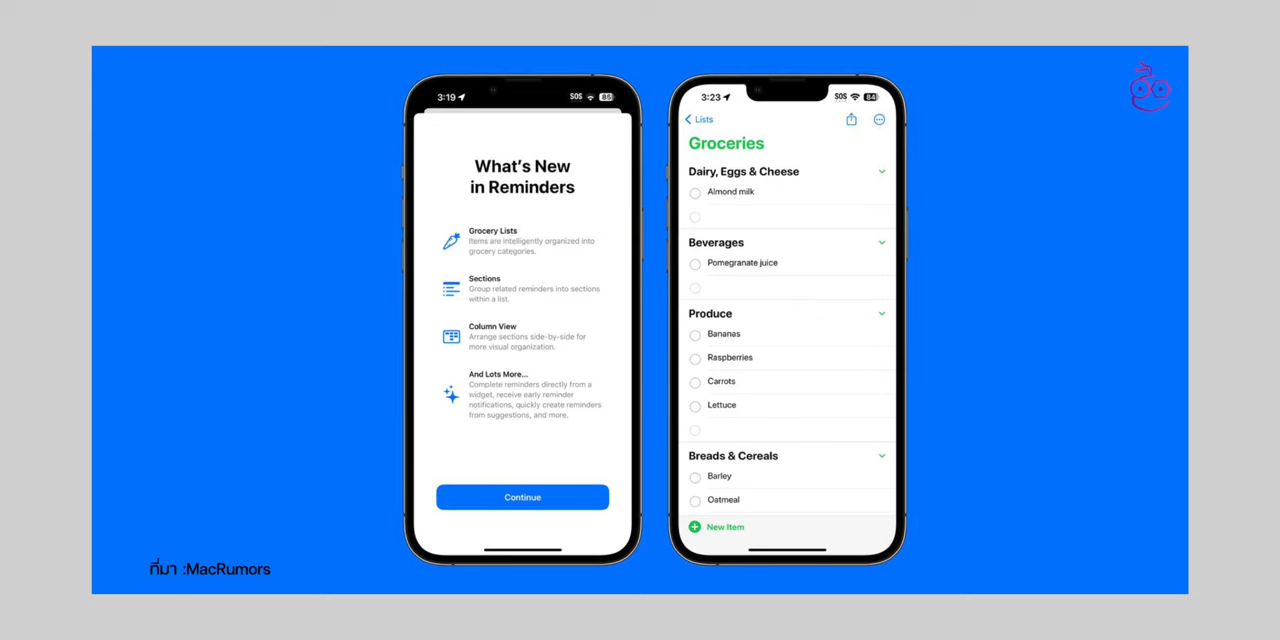 3:19
SOS
85
What's New
in Reminders
Grocery Lists
Items are intelligently organized into
grocery categories.
Sections
Group related reminders into sections
within a list.
Column View
Arrange sections side-by-side for
more visual organization.
And Lots More...
Complete reminders directly from a
widget, receive early reminder
notifications, quickly create reminders
from suggestions, and more.
Continue
3:23
SOS
84
Lists
Groceries
Dairy, Eggs & Cheese
Almond milk
Beverages
Pomegranate juice
Produce
Bananas
Raspberries
Carrots
Lettuce
Breads & Cereals
Barley
Oatmeal
New Item
ที่มา :MacRumors